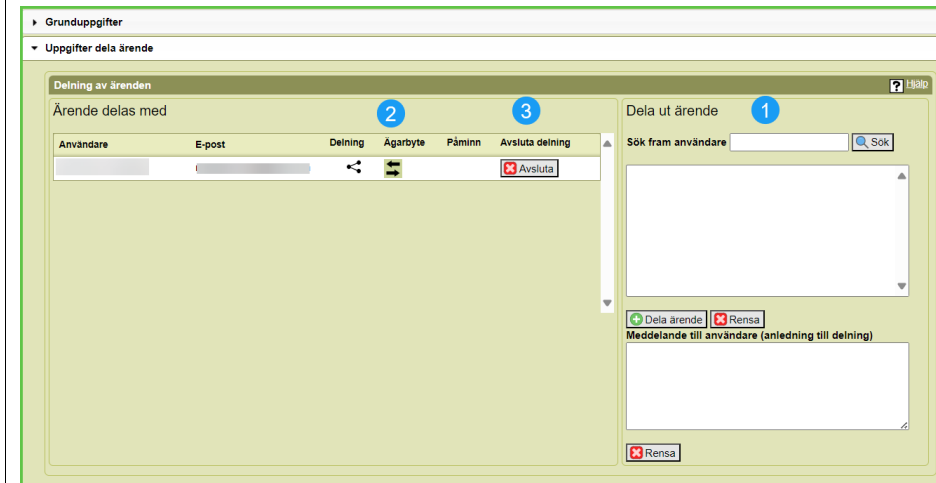 Grunduppgifter
Uppgifter dela ärende
Delning av ärenden
? Hjälp
Ärende delas med
2
3
Användare E-post Delning Ägarbyte Påminn Avsluta delning
Avsluta
Dela ut ärende
1
Sök fram användare Sök
Dela ärende Rensa
Meddelande till användare (anledning till delning)
Rensa